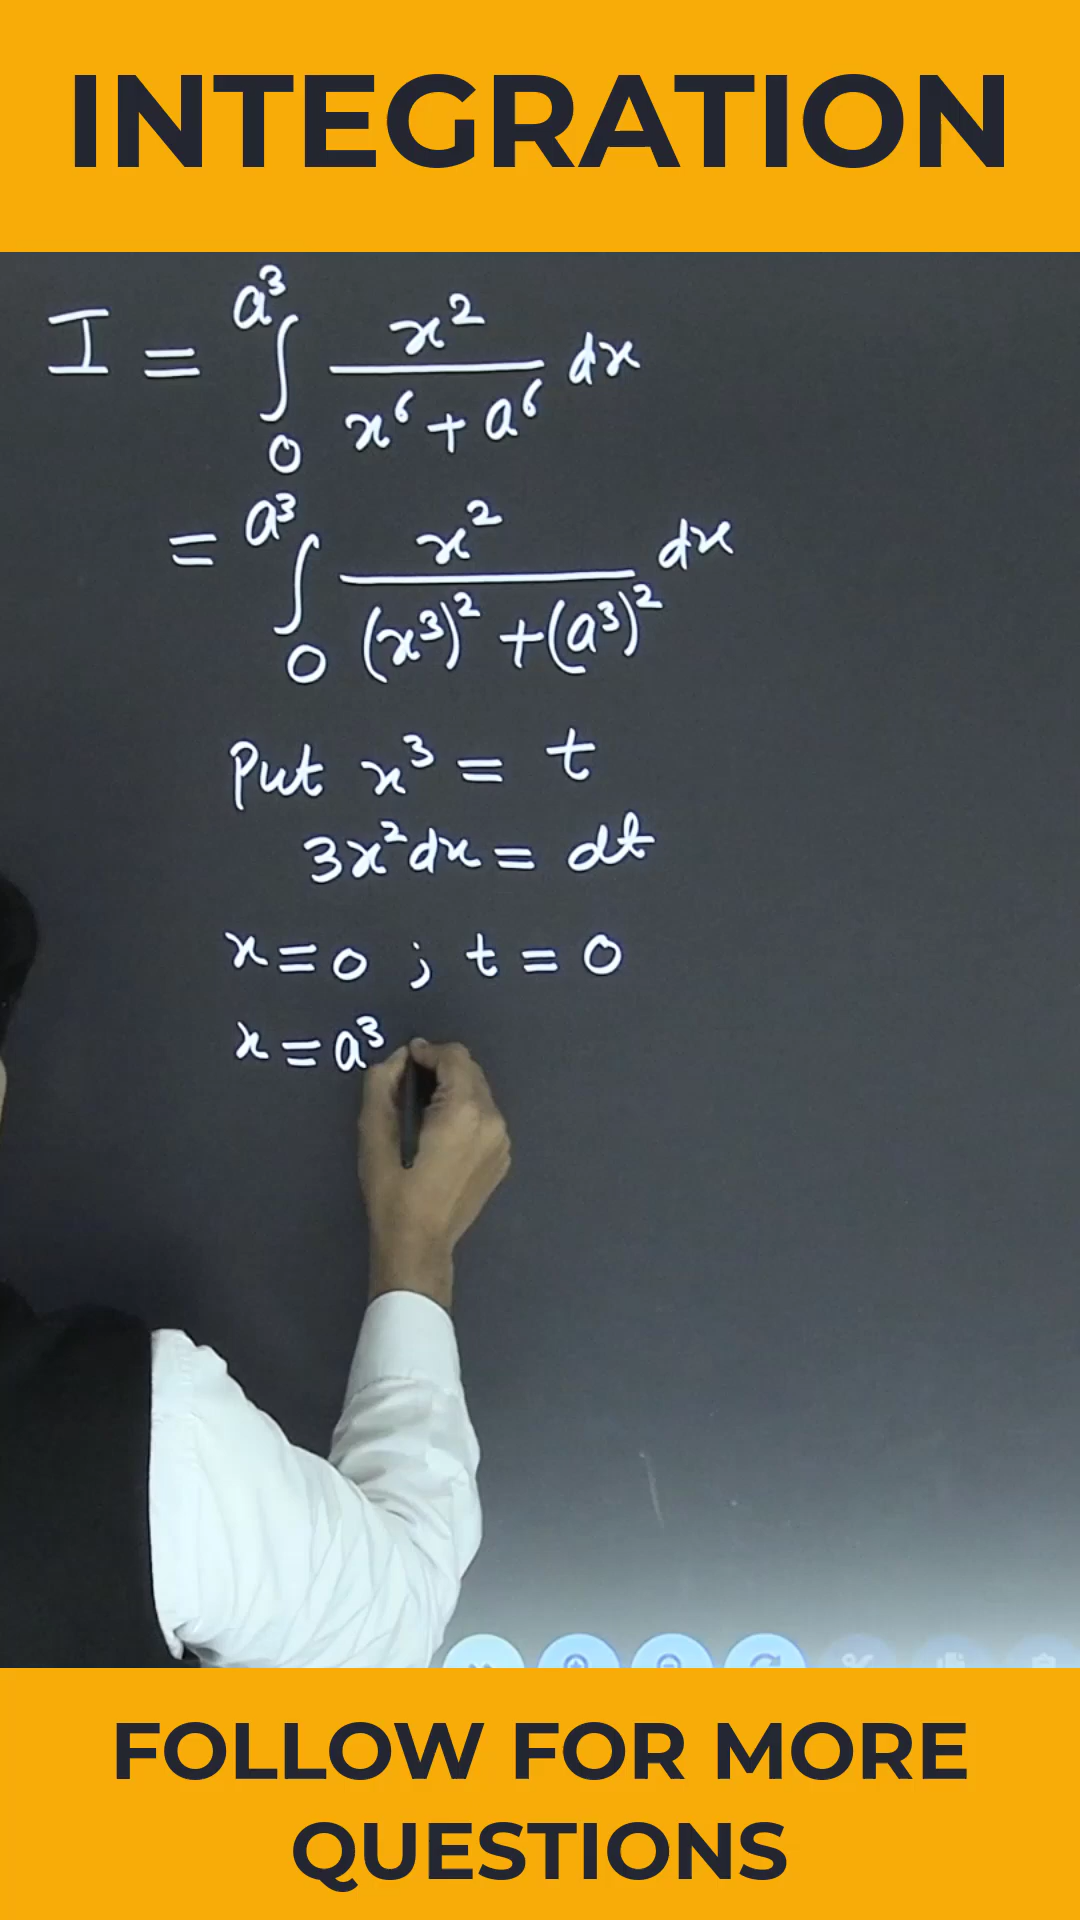 INTEGRATION
I = ∫₀^{a³} x²/(x⁶+a⁶) dx
= ∫₀^{a³} x²/((x³)²+(a³)²) dx
Put x³ = t
3x²dx = dt
x=0 ; t=0
x=a³
FOLLOW FOR MORE
QUESTIONS